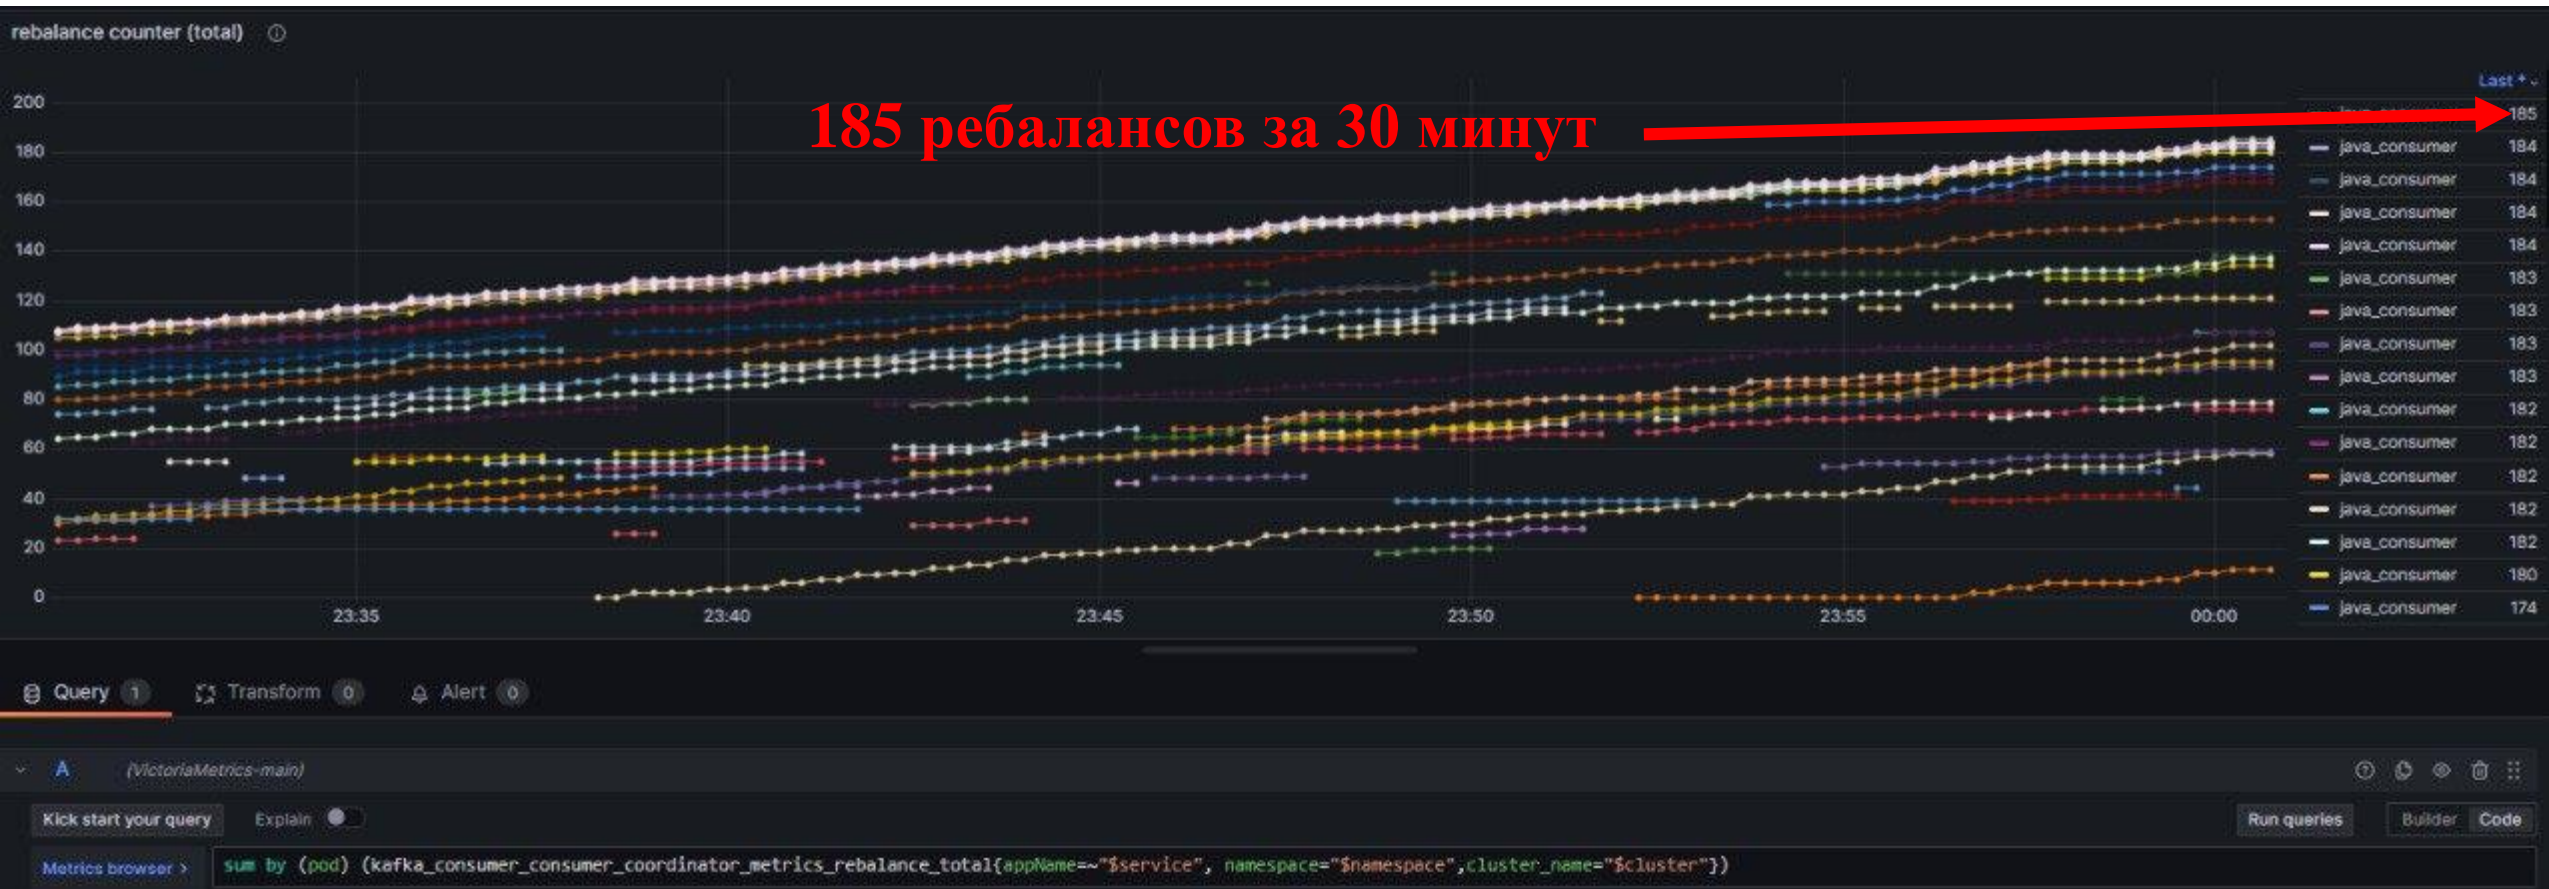 rebalance counter (total)
Last *
200
180
160
140
120
100
80
60
40
20
0
23:35 23:40 23:45 23:50 23:55 00:00
185 ребалансов за 30 минут
185
java_consumer 184
java_consumer 184
java_consumer 184
java_consumer 184
java_consumer 183
java_consumer 183
java_consumer 183
java_consumer 183
java_consumer 182
java_consumer 182
java_consumer 182
java_consumer 182
java_consumer 182
java_consumer 180
java_consumer 174
Query 1 Transform 0 Alert 0
A (VictoriaMetrics-main)
Kick start your query Explain Run queries Builder Code
Metrics browser > sum by (pod) (kafka_consumer_consumer_coordinator_metrics_rebalance_total{appName=~"$service", namespace="$namespace",cluster_name="$cluster"})